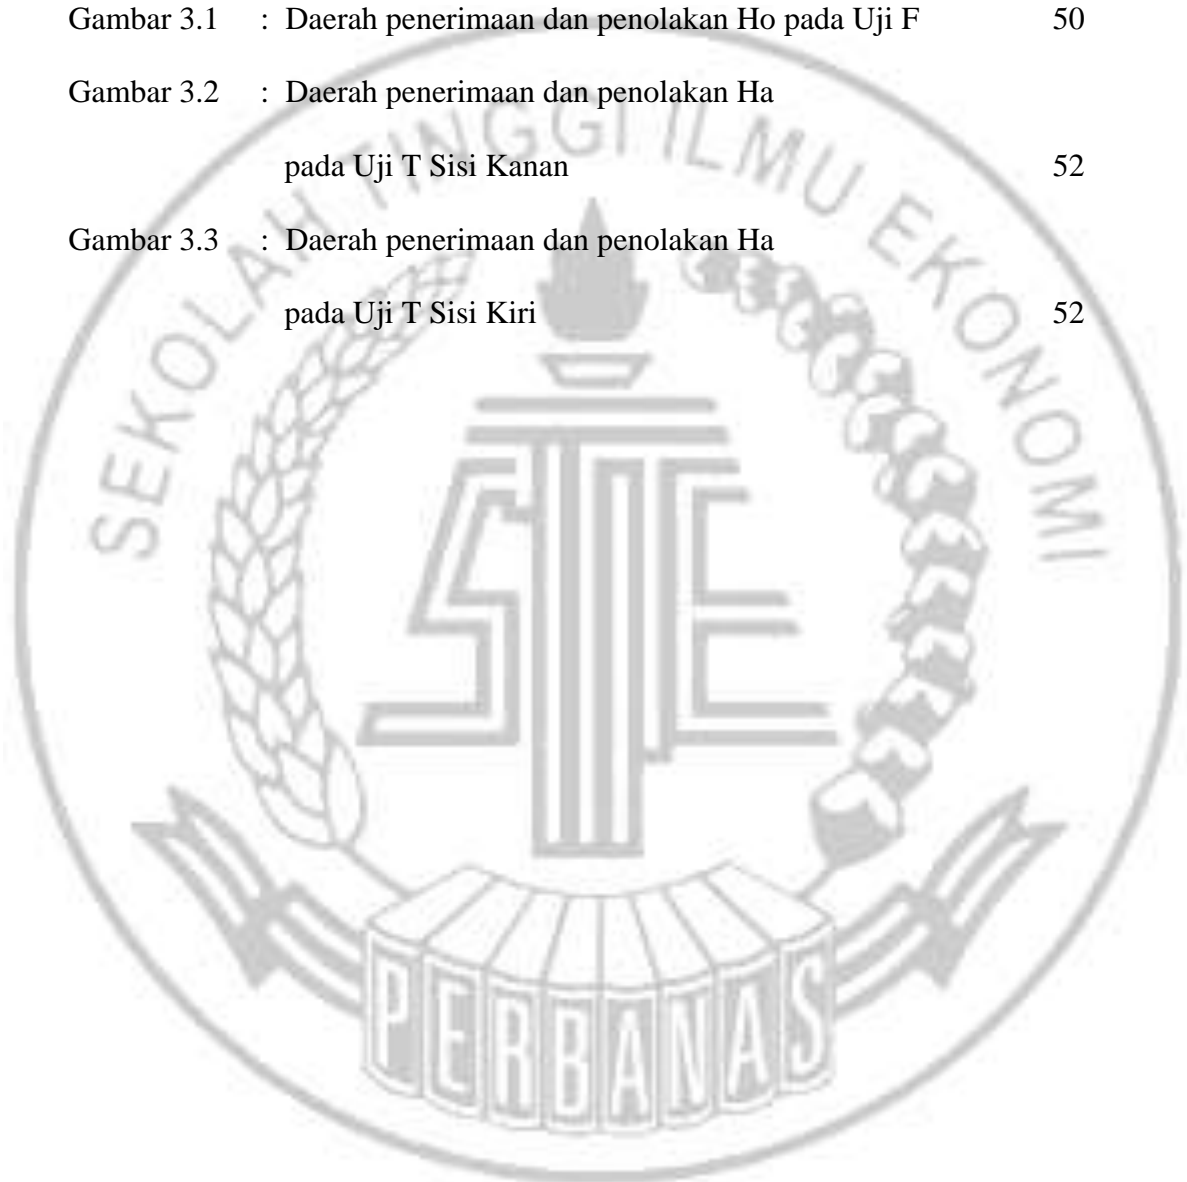 Gambar 3.1 : Daerah penerimaan dan penolakan Ho pada Uji F 50
Gambar 3.2 : Daerah penerimaan dan penolakan Ha
pada Uji T Sisi Kanan 52
Gambar 3.3 : Daerah penerimaan dan penolakan Ha
pada Uji T Sisi Kiri 52
SEKOLAH TINGGI ILMU EKONOMI
STIE
PERBANAS